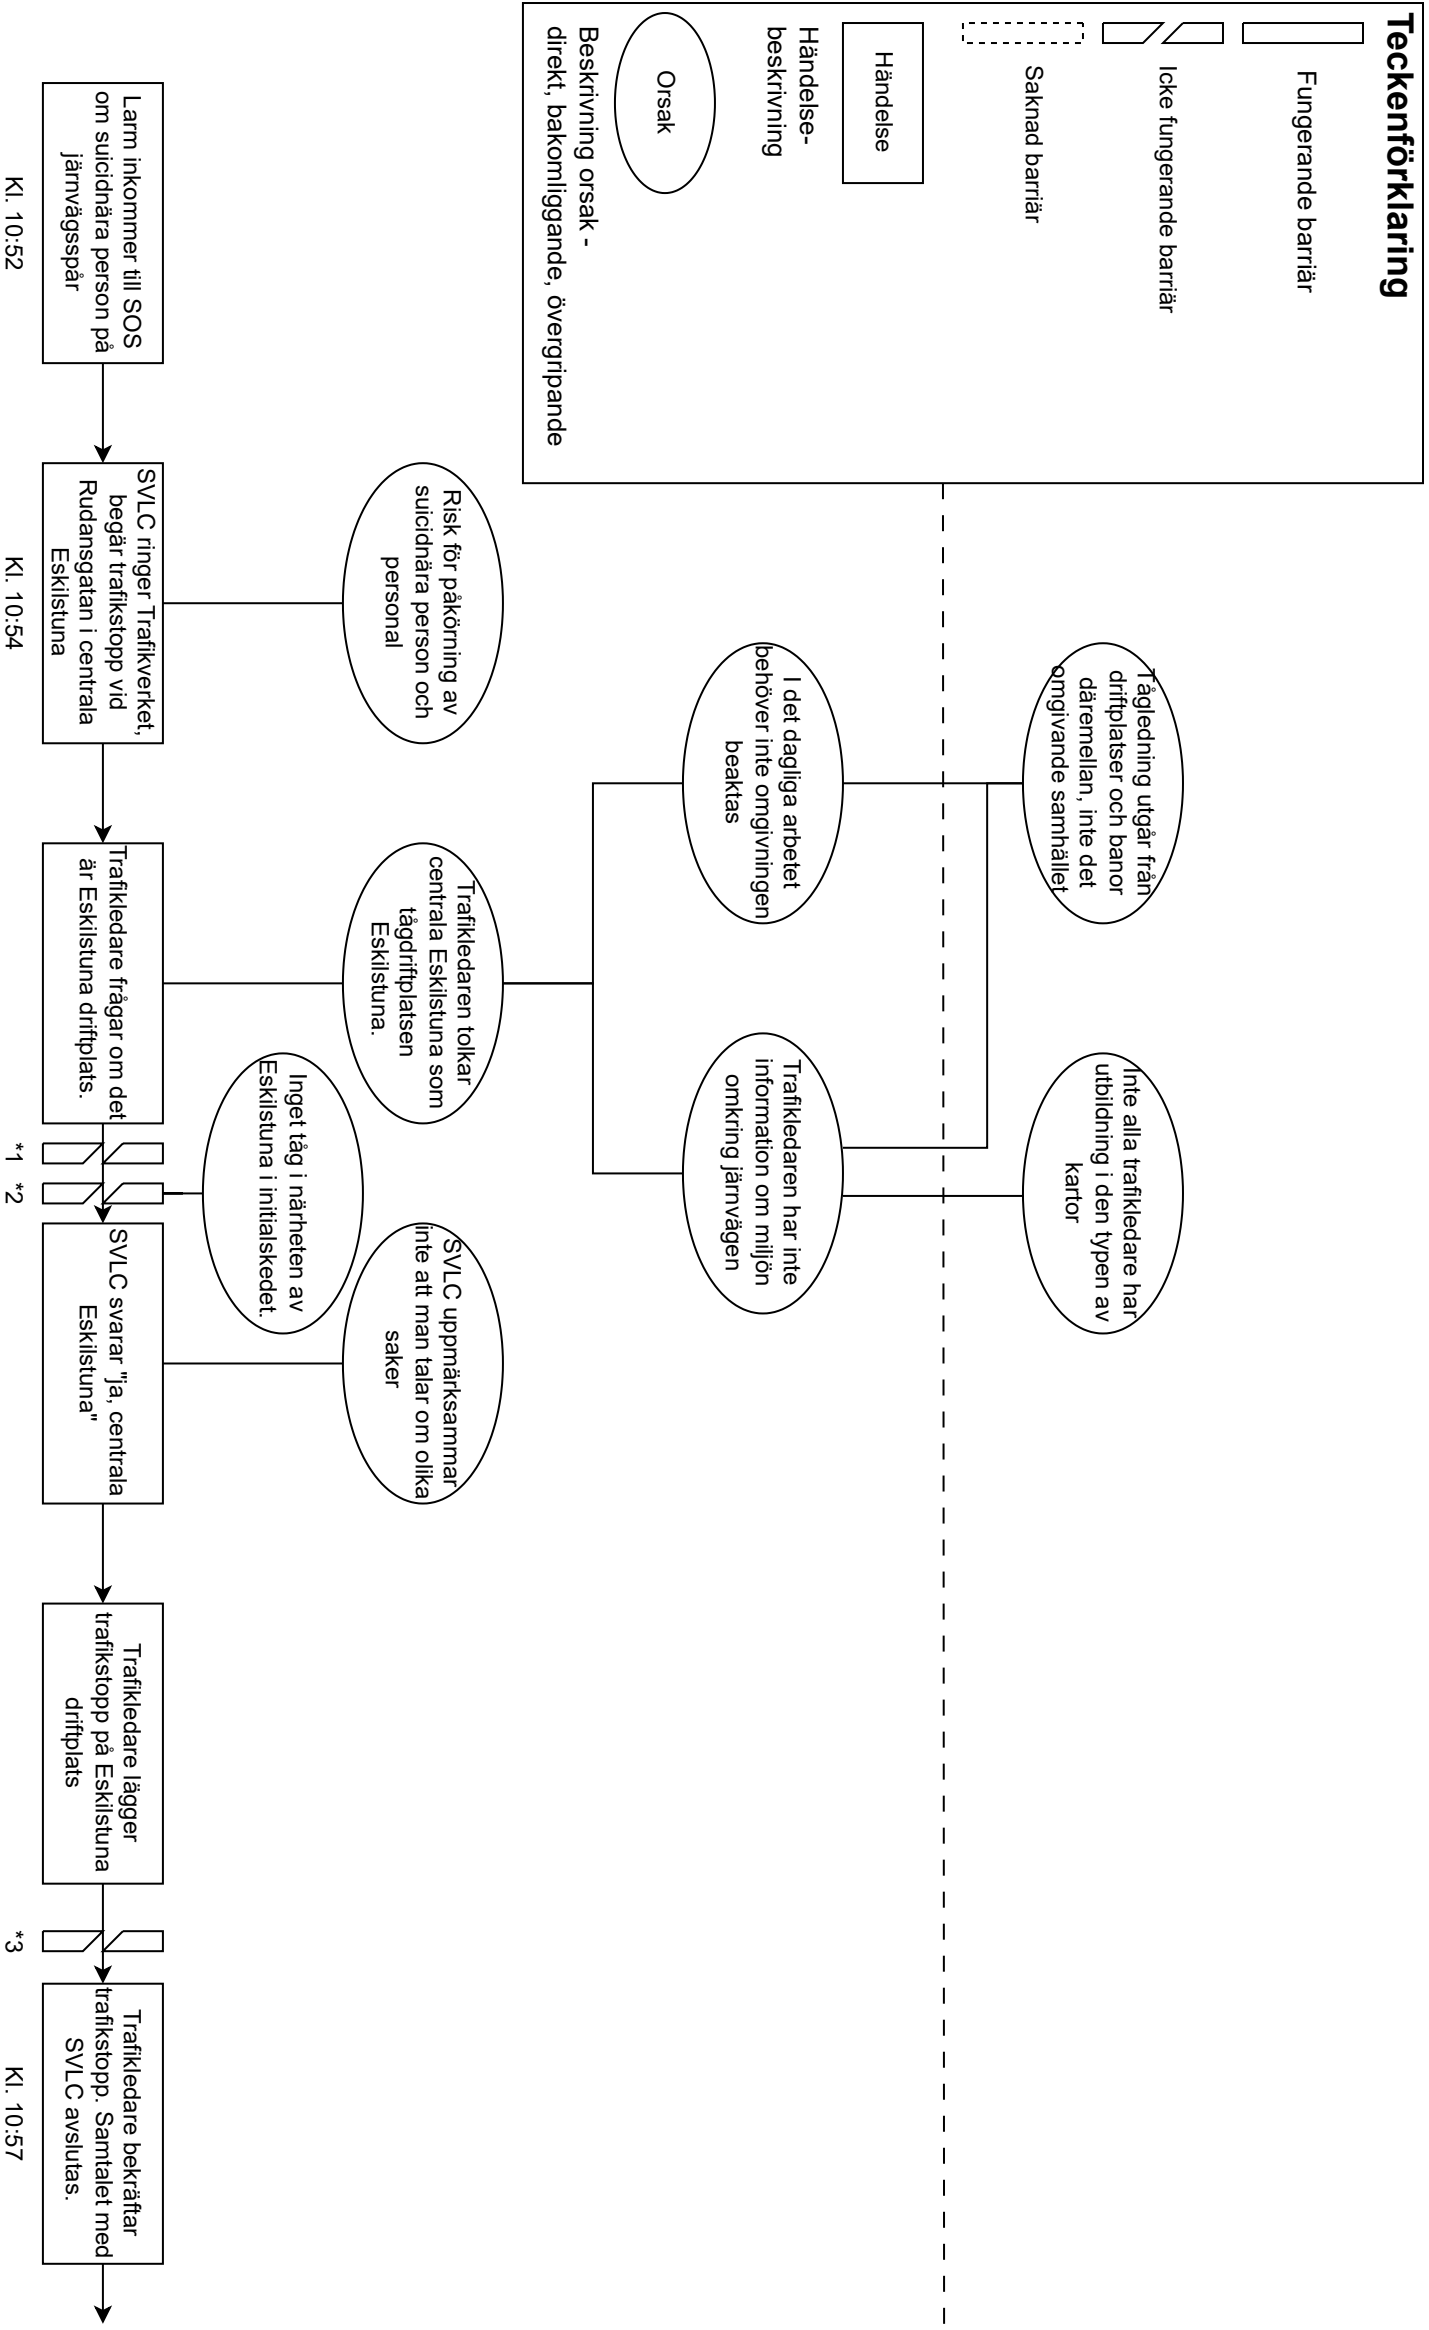 Teckenförklaring
Fungerande barriär
Icke fungerande barriär
Saknad barriär
Händelse
Händelse-
beskrivning
Orsak
Beskrivning orsak -
direkt, bakomliggande, övergripande
Tågledning utgår från
driftplatser och banor
däremellan, inte det
omgivande samhället
Inte alla trafikledare har
utbildning i den typen av
kartor
I det dagliga arbetet
behöver inte omgivningen
beaktas
Trafikledaren har inte
information om miljön
omkring järnvägen
Risk för påkörning av
suicidnära person och
personal
Trafikledaren tolkar
centrala Eskilstuna som
tågdriftplatsen
Eskilstuna.
SVLC uppmärksammar
inte att man talar om olika
saker
Inget tåg i närheten av
Eskilstuna i initialskedet.
Larm inkommer till SOS
om suicidnära person på
järnvägsspår
SVLC ringer Trafikverket,
begär trafikstopp vid
Rudansgatan i centrala
Eskilstuna
Trafikledare frågar om det
är Eskilstuna driftplats.
SVLC svarar "ja, centrala
Eskilstuna"
Trafikledare lägger
trafikstopp på Eskilstuna
driftplats
Trafikledare bekräftar
trafikstopp. Samtalet med
SVLC avslutas.
Kl. 10:52
Kl. 10:54
*1
*2
*3
Kl. 10:57